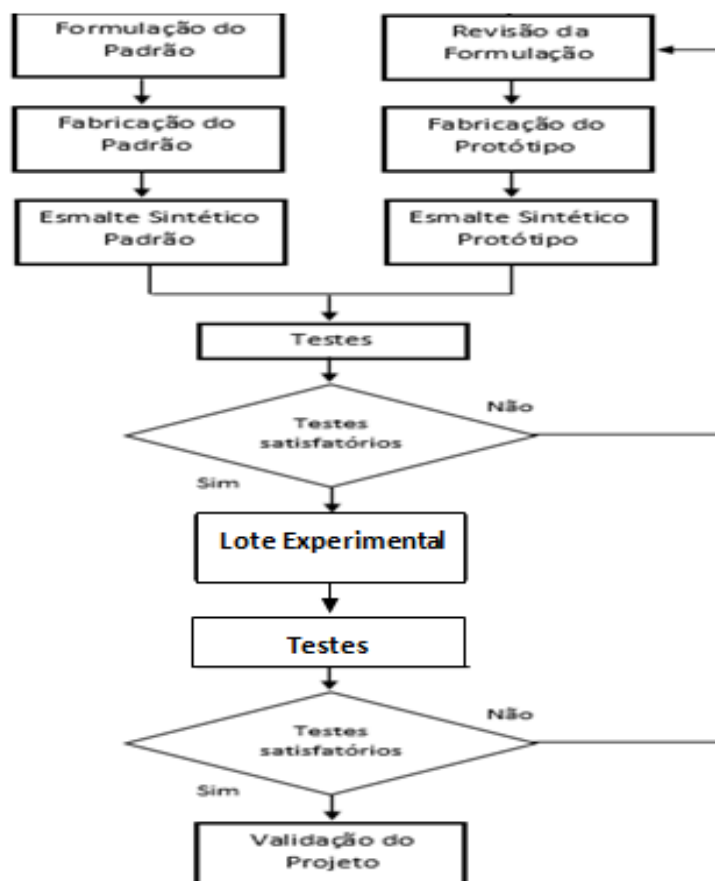 Formulação do
Padrão
Revisão da
Formulação
Fabricação do
Padrão
Fabricação do
Protótipo
Esmalte Sintético
Padrão
Esmalte Sintético
Protótipo
Testes
Testes
satisfatórios
Não
Sim
Lote Experimental
Testes
Testes
satisfatórios
Não
Sim
Validação do
Projeto